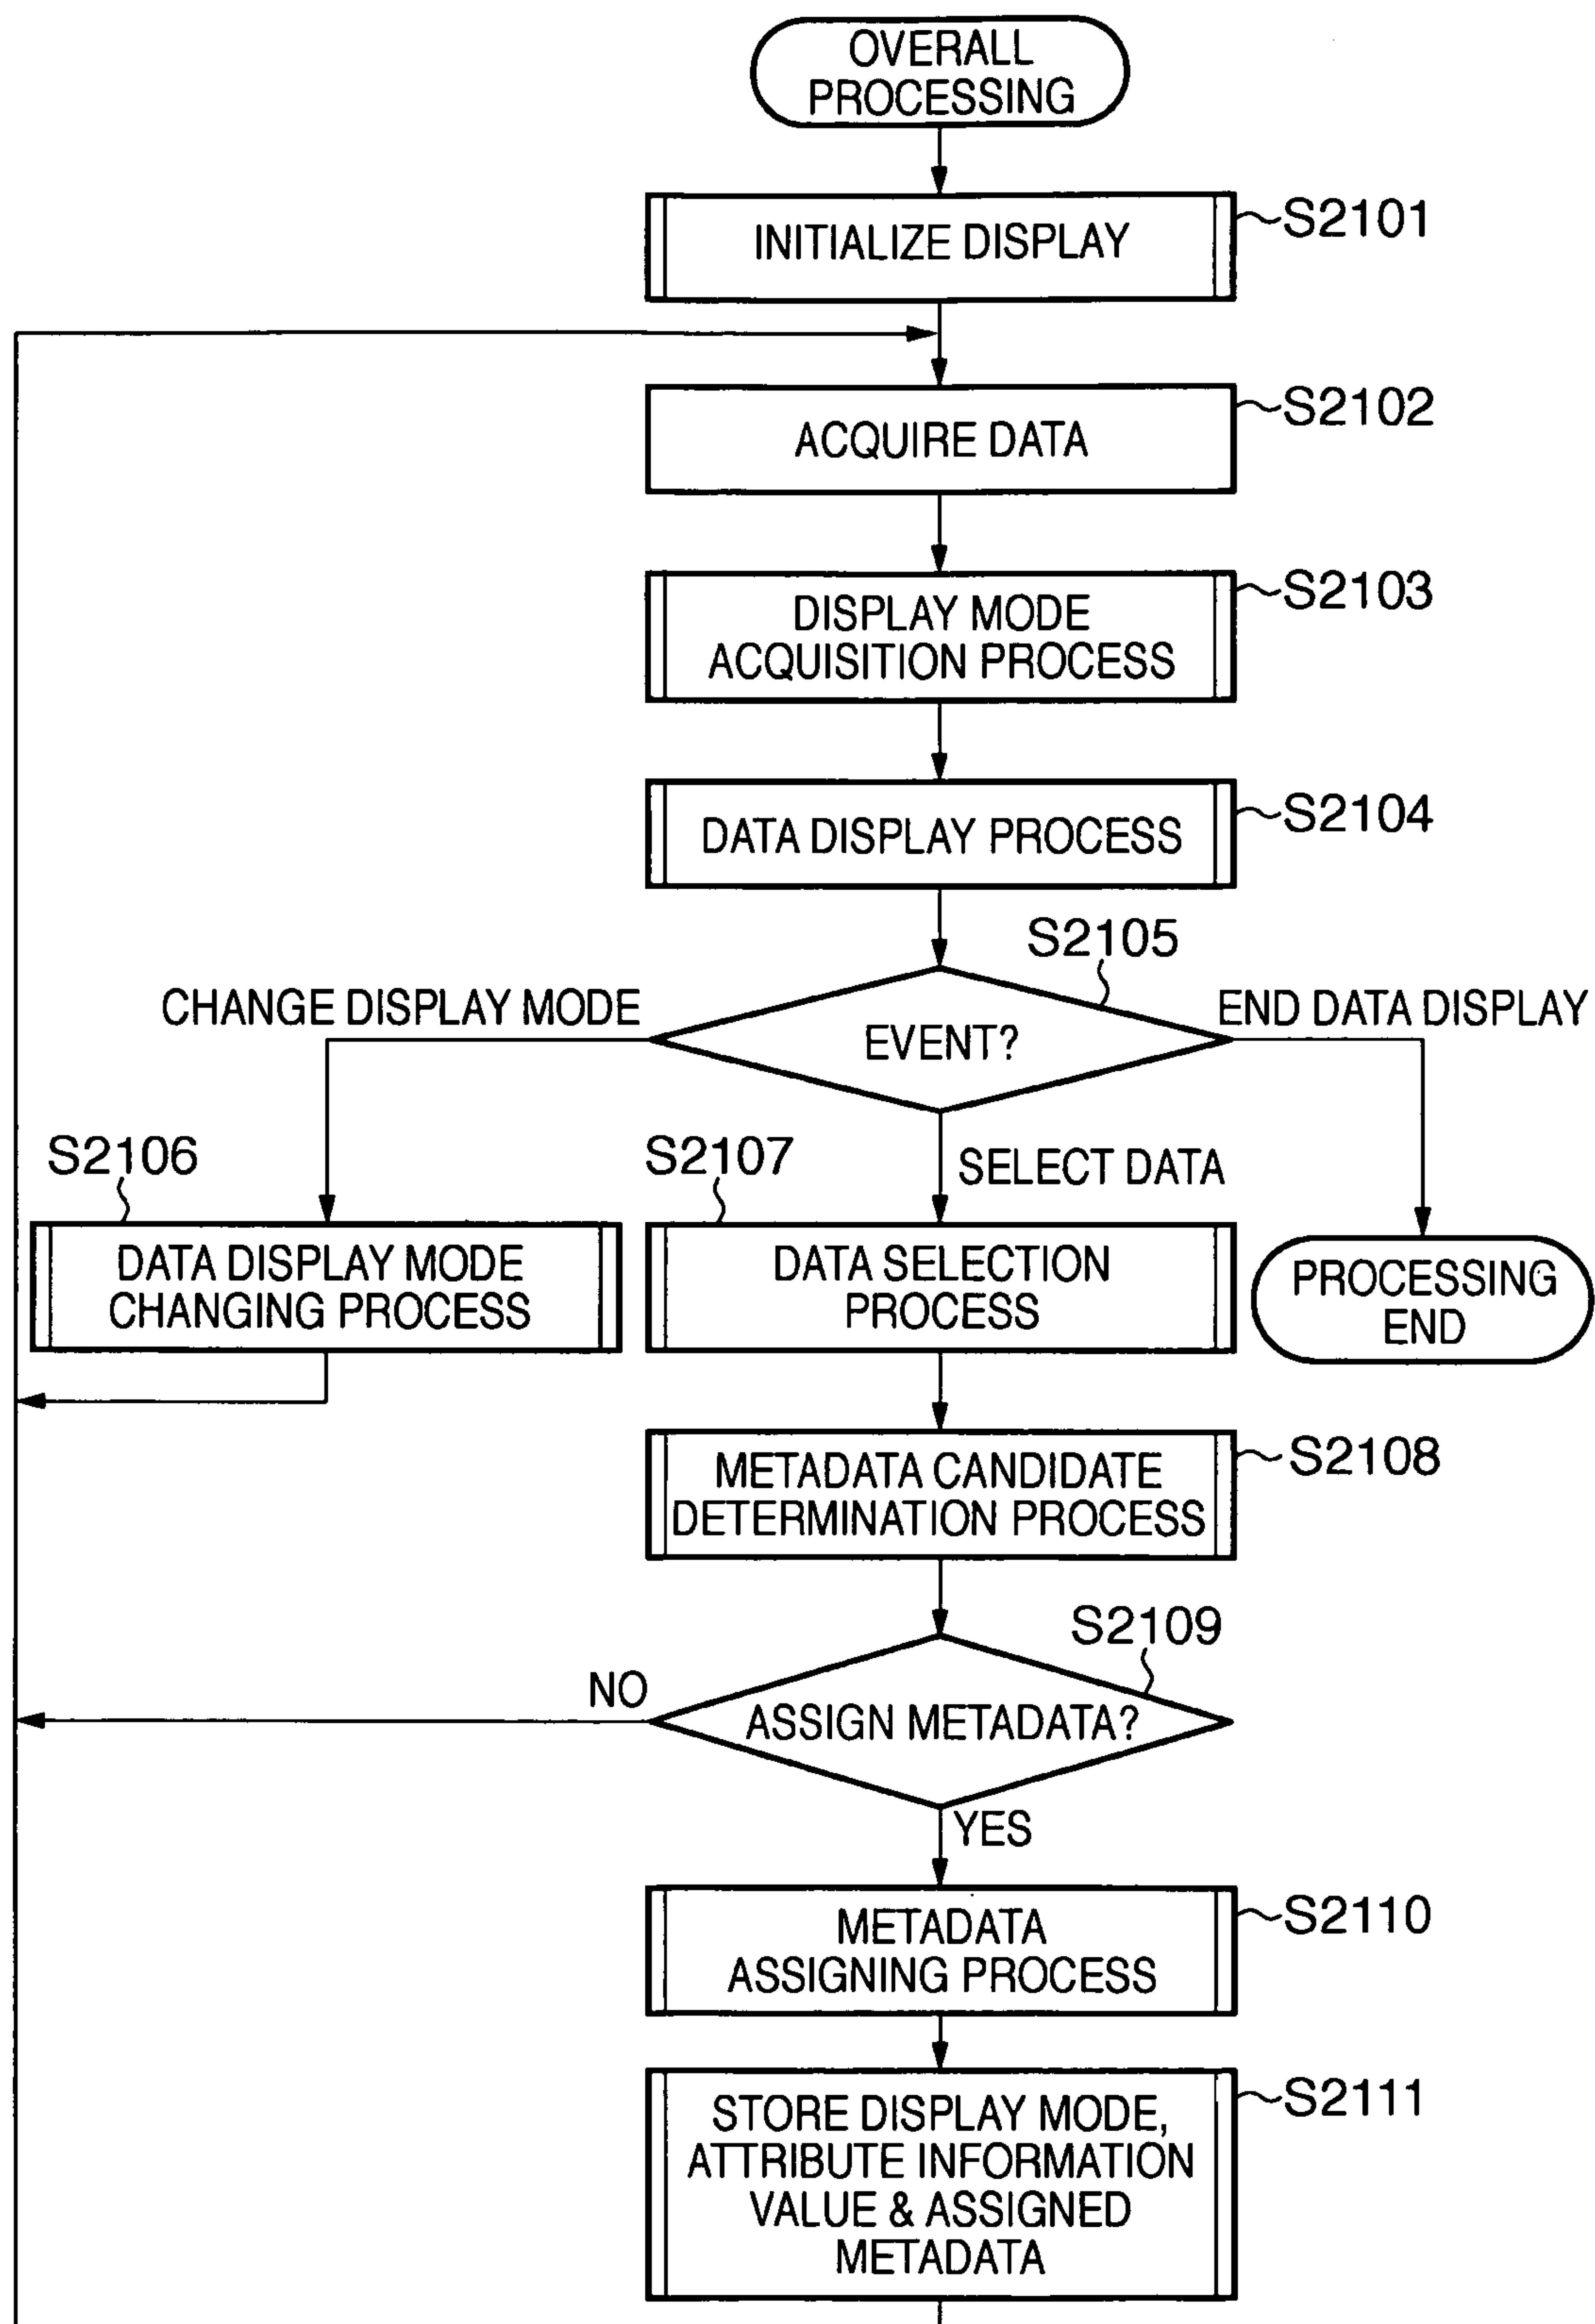 OVERALL
PROCESSING
INITIALIZE DISPLAY
S2101
ACQUIRE DATA
S2102
DISPLAY MODE
ACQUISITION PROCESS
S2103
DATA DISPLAY PROCESS
S2104
S2105
CHANGE DISPLAY MODE
EVENT?
END DATA DISPLAY
SELECT DATA
S2106
DATA DISPLAY MODE
CHANGING PROCESS
S2107
DATA SELECTION
PROCESS
PROCESSING
END
METADATA CANDIDATE
DETERMINATION PROCESS
S2108
S2109
NO
ASSIGN METADATA?
YES
METADATA
ASSIGNING PROCESS
S2110
STORE DISPLAY MODE,
ATTRIBUTE INFORMATION
VALUE & ASSIGNED
METADATA
S2111